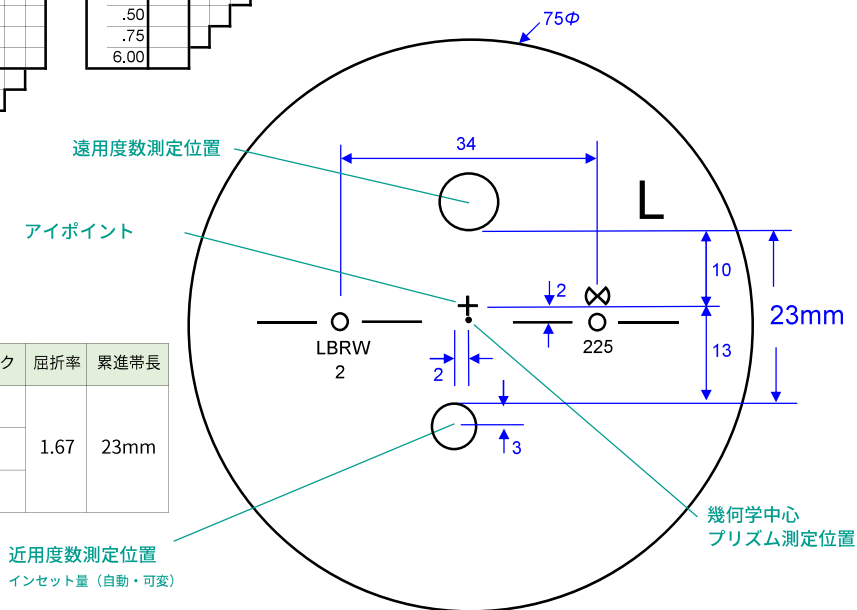 .50
.75
6.00
75Φ
遠用度数測定位置
34
L
アイポイント
10
2
23mm
13
LBRW
2
225
2
3
ク
屈折率
累進帯長
1.67
23mm
近用度数測定位置
インセット量（自動・可変）
幾何学中心
プリズム測定位置